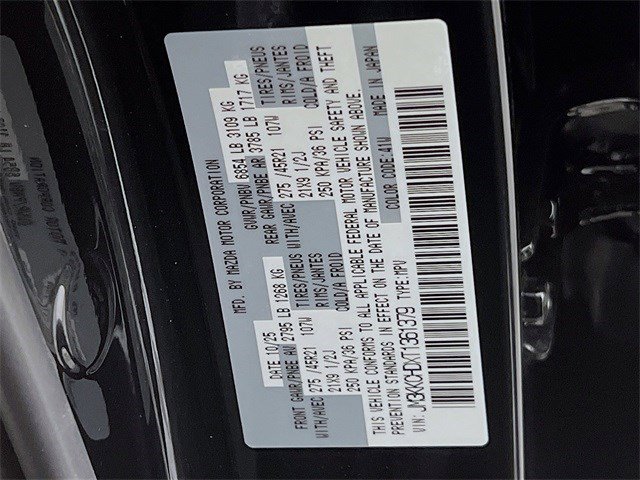 MFD. BY MAZDA MOTOR CORPORATION
DATE 10/25 GVWR/PNBV 6854 LB 3109 KG
FRONT GAWR/PNBE AV 2795 LB 1268 KG REAR GAWR/PNBE AR 3785 LB 1717 KG
WITH/AVEC 275 /45R21 107W TIRES/PNEUS WITH/AVEC 275 /45R21 107W TIRES/PNEUS
21X9 1/2J RIMS/JANTES 21X9 1/2J RIMS/JANTES
250 KPA/36 PSI COLD/A FROID 250 KPA/36 PSI COLD/A FROID
THIS VEHICLE CONFORMS TO ALL APPLICABLE FEDERAL MOTOR VEHICLE SAFETY AND THEFT
PREVENTION STANDARDS IN EFFECT ON THE DATE OF MANUFACTURE SHOWN ABOVE.
COLOR CODE:41W MADE IN JAPAN
VIN: JM3KKCHDXT1361379 TYPE:MPV